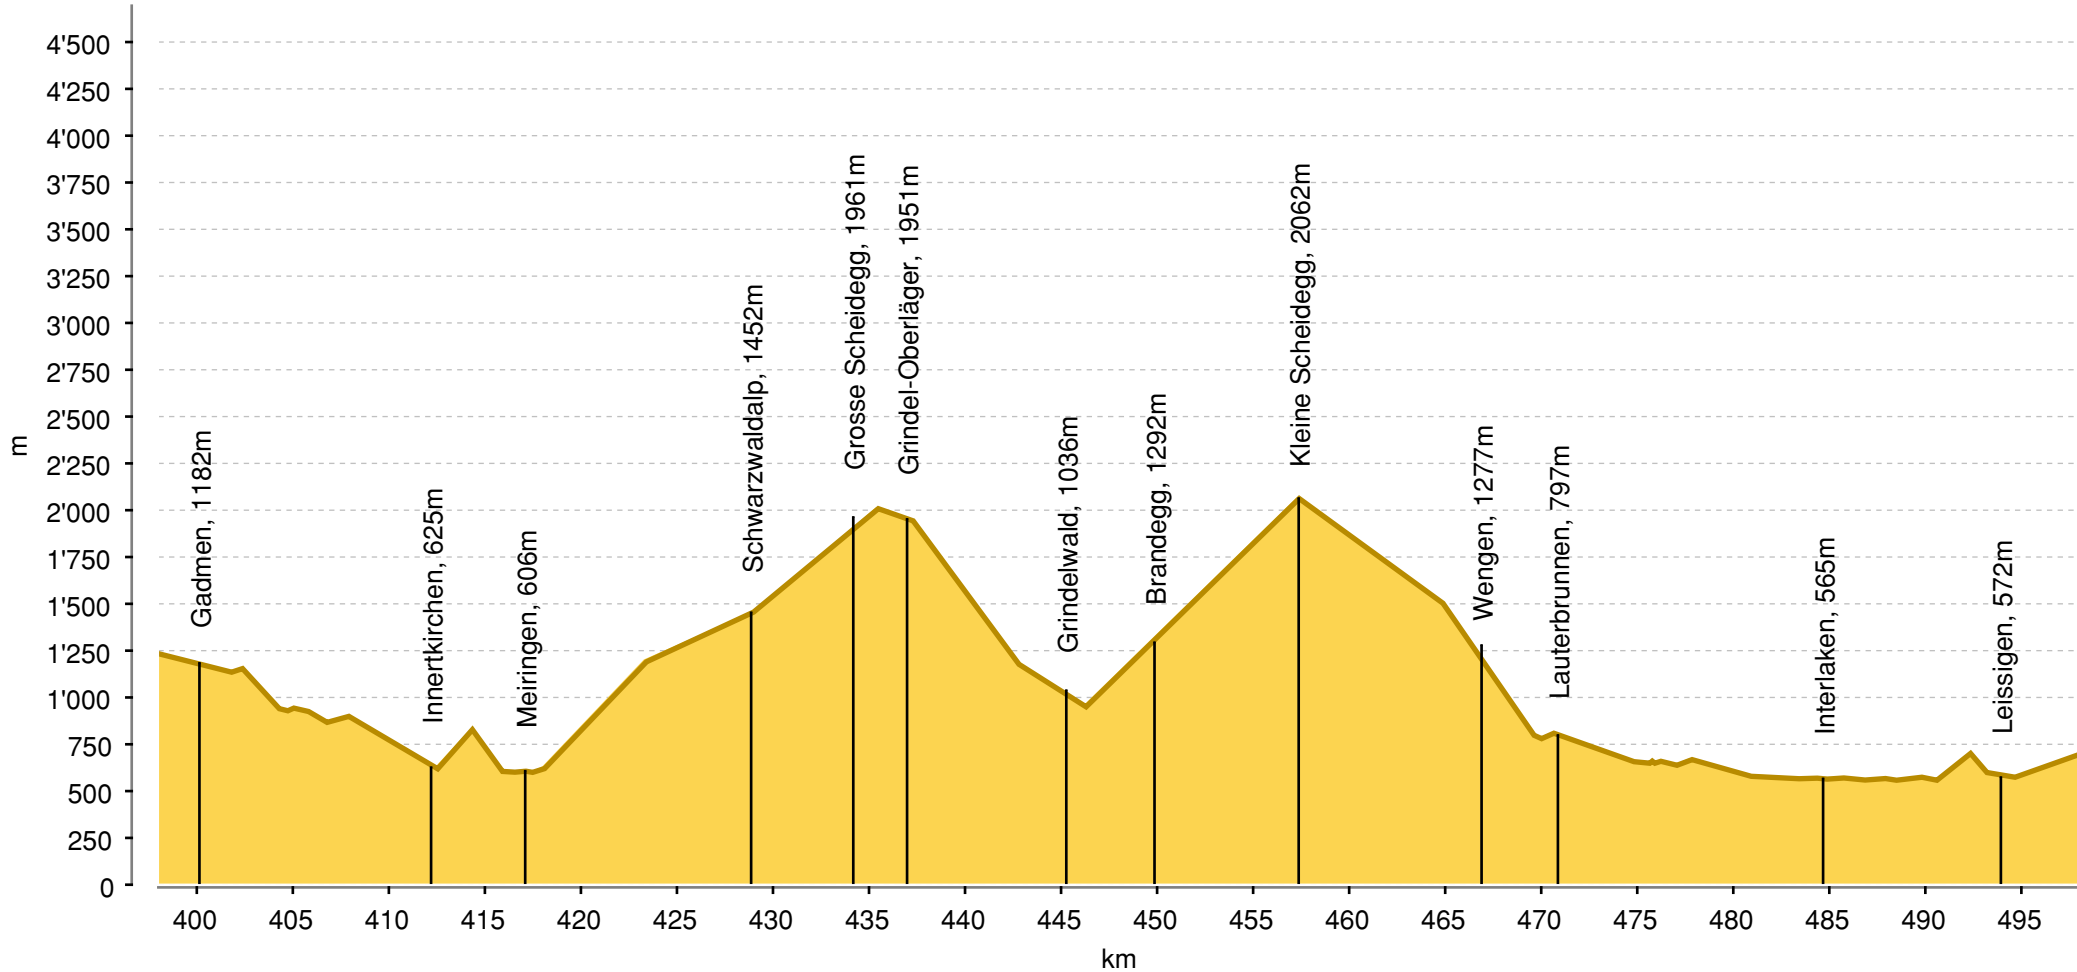 4'500
4'250
4'000
3'750
3'500
3'250
3'000
2'750
2'500
2'250
2'000
1'750
1'500
1'250
1'000
750
500
250
0
m
Gadmen, 1182m
Innertkirchen, 625m
Meiringen, 606m
Schwarzwaldalp, 1452m
Grosse Scheidegg, 1961m
Grindel-Oberläger, 1951m
Grindelwald, 1036m
Brandegg, 1292m
Kleine Scheidegg, 2062m
Wengen, 1277m
Lauterbrunnen, 797m
Interlaken, 565m
Leissigen, 572m
400 405 410 415 420 425 430 435 440 445 450 455 460 465 470 475 480 485 490 495
km